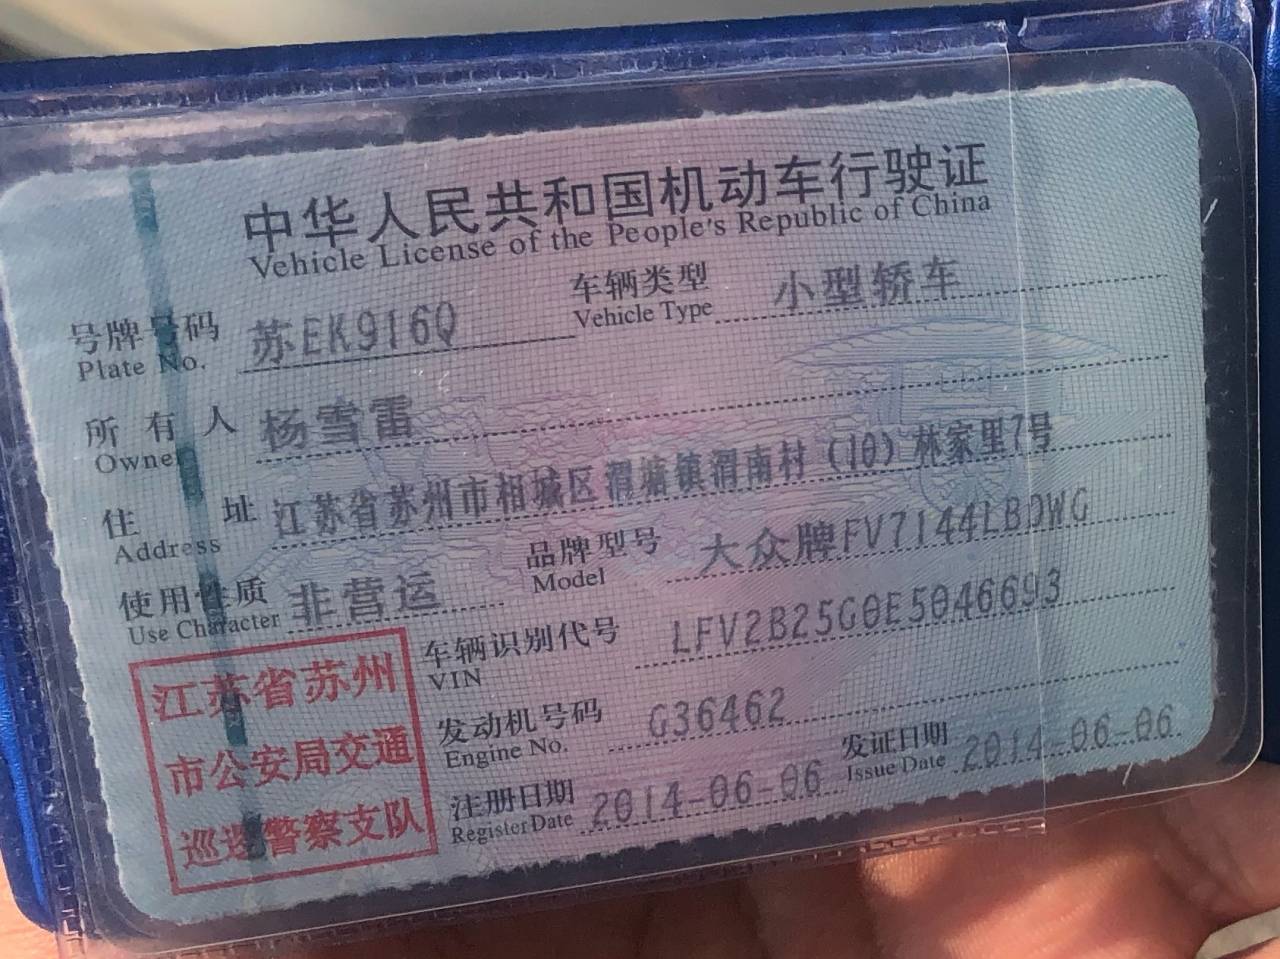 中华人民共和国机动车行驶证
Vehicle License of the People's Republic of China
号牌号码 苏EK916Q 车辆类型 小型轿车
Plate No. Vehicle Type
所有人 杨雪雷
Owner
住址 江苏省苏州市相城区渭塘镇渭南村(10)林家里7号
Address
使用性质 非营运 品牌型号 大众牌FV7144LBDWG
Use Character Model
车辆识别代号 LFV2B25G0E5046693
VIN
发动机号码 G36462
Engine No.
注册日期 2014-06-06 发证日期 2014-06-06
Register Date Issue Date
江苏省苏州
市公安局交通
巡逻警察支队